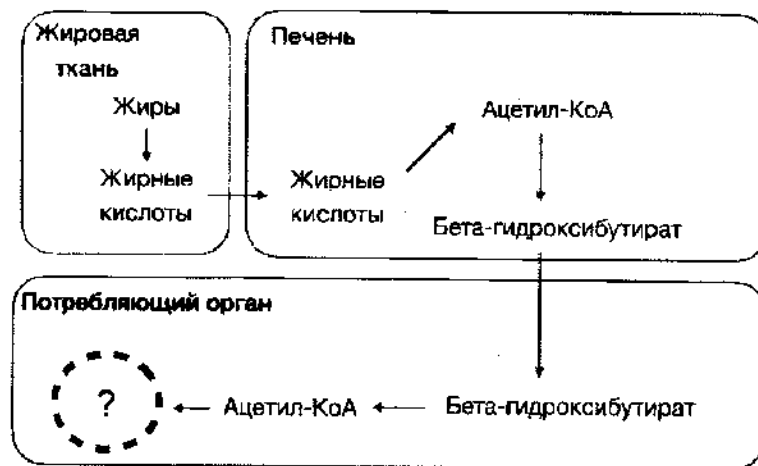 Жировая
ткань
Жиры
Жирные
кислоты
Печень
Ацетил-КоА
Жирные
кислоты
Бета-гидроксибутират
Потребляющий орган
?
Ацетил-КоА
Бета-гидроксибутират